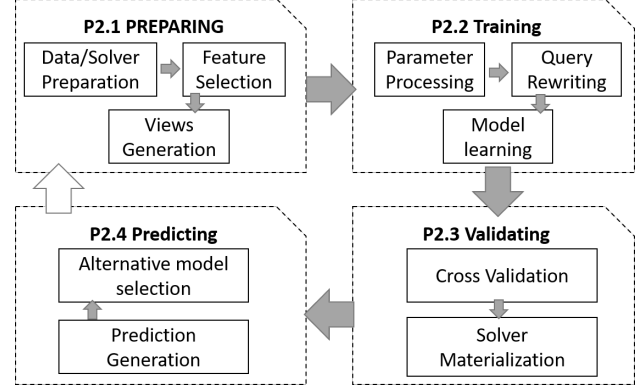 P2.1 PREPARING
Data/Solver
Preparation
Feature
Selection
Views
Generation
P2.2 Training
Parameter
Processing
Query
Rewriting
Model
learning
P2.3 Validating
Cross Validation
Solver
Materialization
P2.4 Predicting
Alternative model
selection
Prediction
Generation